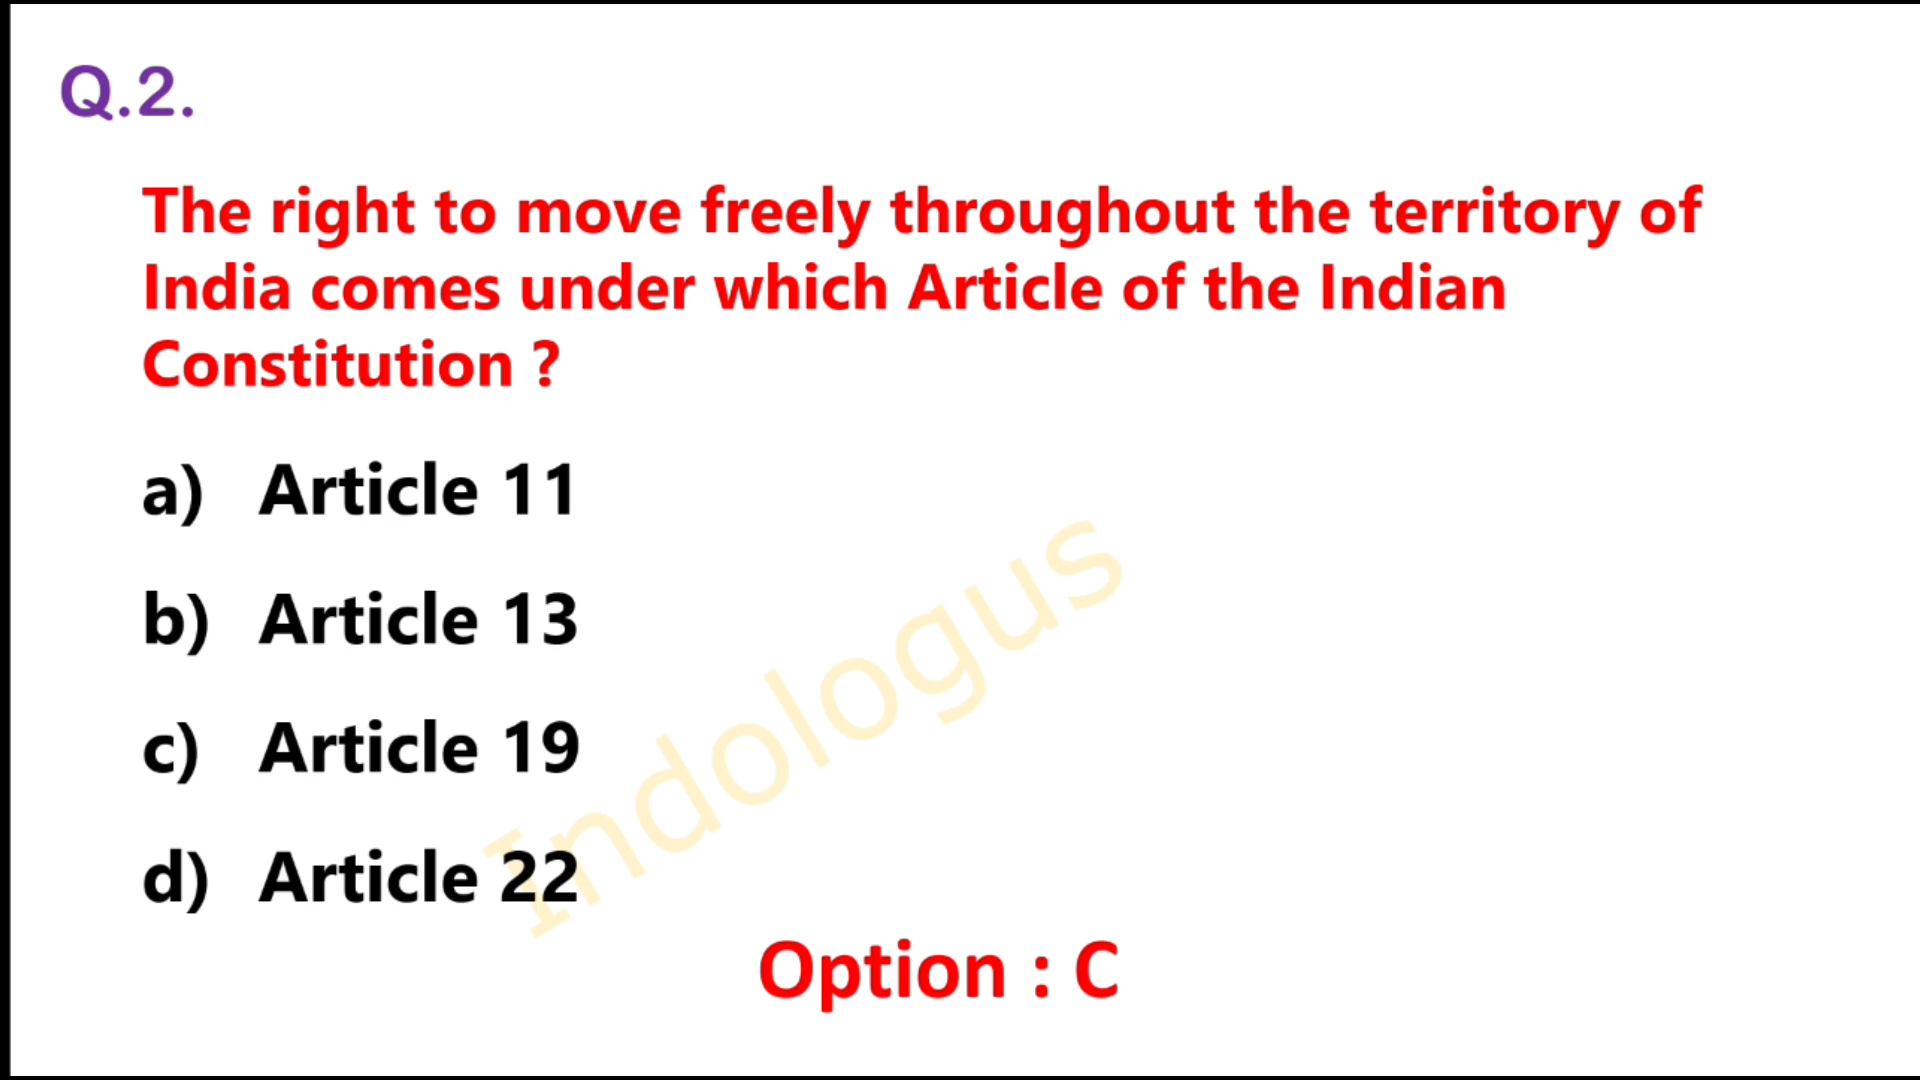 Q.2.
The right to move freely throughout the territory of
India comes under which Article of the Indian
Constitution ?
a) Article 11
b) Article 13
c) Article 19
d) Article 22
Indologus
Option : C